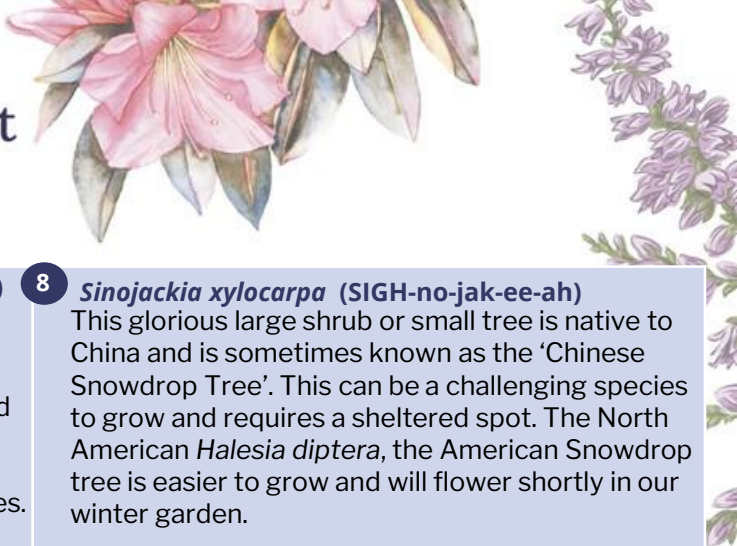 t
)
8
Sinojackia xylocarpa (SIGH-no-jak-ee-ah)
This glorious large shrub or small tree is native to
China and is sometimes known as the ‘Chinese
Snowdrop Tree’. This can be a challenging species
to grow and requires a sheltered spot. The North
American Halesia diptera, the American Snowdrop
tree is easier to grow and will flower shortly in our
winter garden.
d
es.